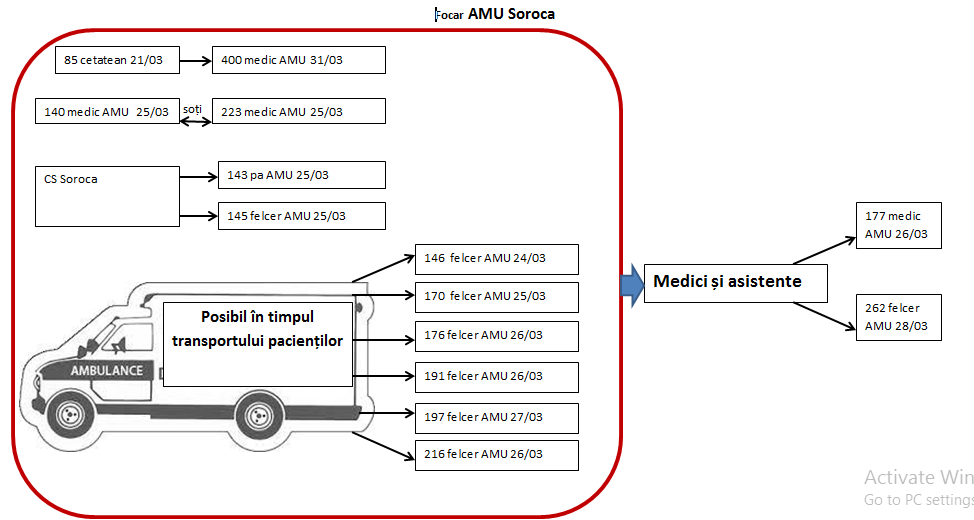 Focar AMU Soroca
85 cetatean 21/03
400 medic AMU 31/03
140 medic AMU 25/03
soți
223 medic AMU 25/03
CS Soroca
143 pa AMU 25/03
145 felcer AMU 25/03
146 felcer AMU 24/03
170 felcer AMU 25/03
176 felcer AMU 26/03
191 felcer AMU 26/03
197 felcer AMU 27/03
216 felcer AMU 26/03
Posibil în timpul
transportului pacienților
AMBULANCE
Medici și asistente
177 medic
AMU 26/03
262 felcer
AMU 28/03
Activate Win
Go to PC settings